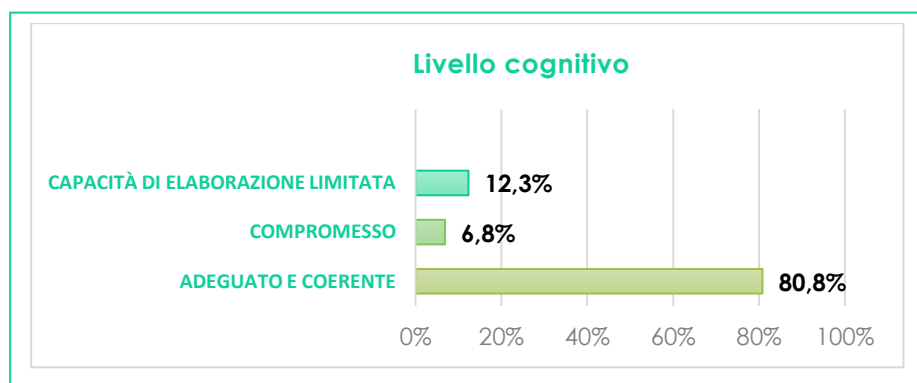 Livello cognitivo
CAPACITÀ DI ELABORAZIONE LIMITATA 12,3%
COMPROMESSO 6,8%
ADEGUATO E COERENTE 80,8%
0% 20% 40% 60% 80% 100%